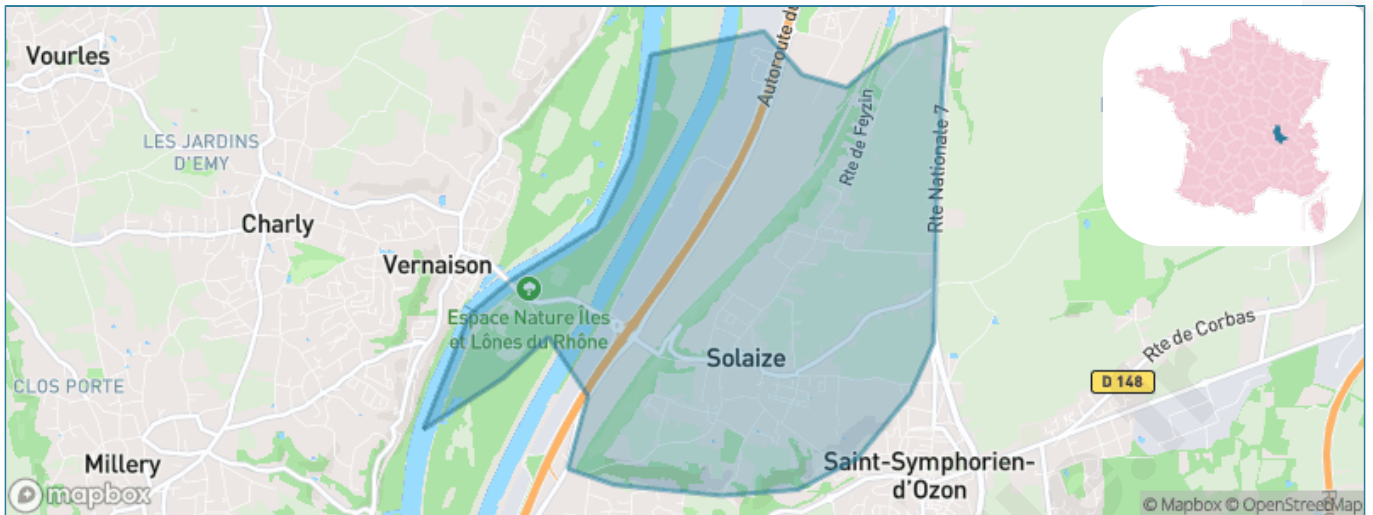 Vourles
LES JARDINS
D'EMY
Charly
Vernaison
Espace Nature Îles
et Lônes du Rhône
CLOS PORTE
Millery
Autoroute du
Rte de Feyzin
Rte Nationale 7
Solaize
Rte de Corbas
D 148
Saint-Symphorien-
d'Ozon
mapbox
© Mapbox © OpenStreetMap